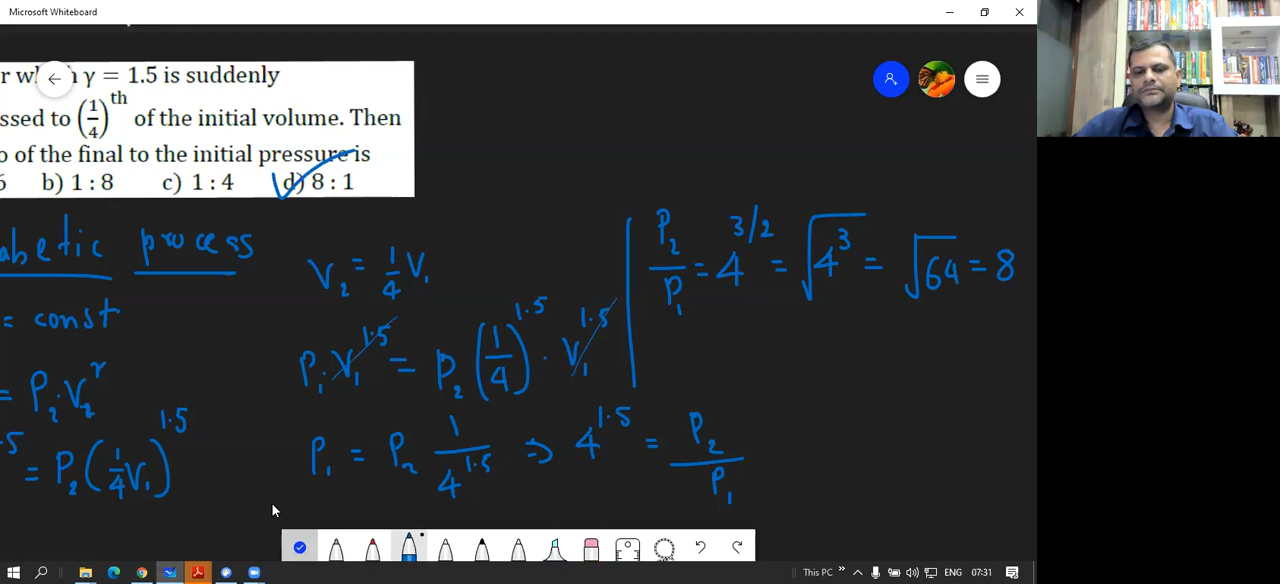 Microsoft Whiteboard
γ = 1.5 is suddenly
ssed to (1/4)^th of the initial volume. Then
o of the final to the initial pressure is
6 b) 1 : 8 c) 1 : 4 d) 8 : 1
abetic process
= const
= P₂.V₂^γ
.5 = P₂(1/4 V₁)^1.5
V₂ = 1/4 V₁
P₁.V₁^1.5 = P₂(1/4)^1.5 . V₁^1.5
P₁ = P₂ 1/4^1.5 ⇒ 4^1.5 = P₂/P₁
P₂/P₁ = 4^3/2 = √4³ = √64 = 8
This PC
ENG
07:31